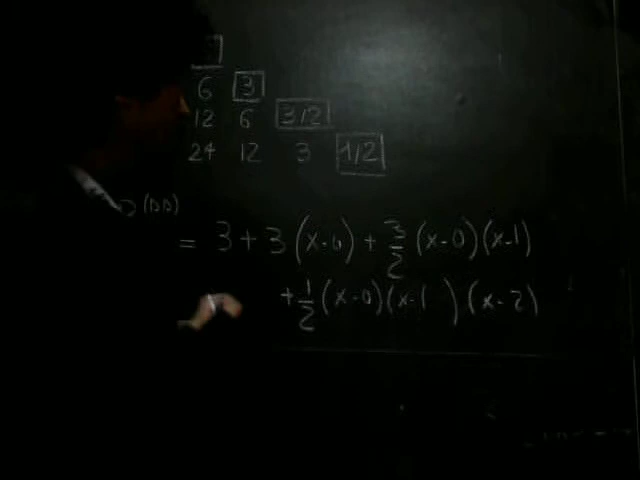 6 3
12 6 3/2
24 12 3 1/2
(DD)
= 3 + 3 (x-0) + 3/2 (x-0)(x-1)
+ 1/2 (x-0)(x-1)(x-2)